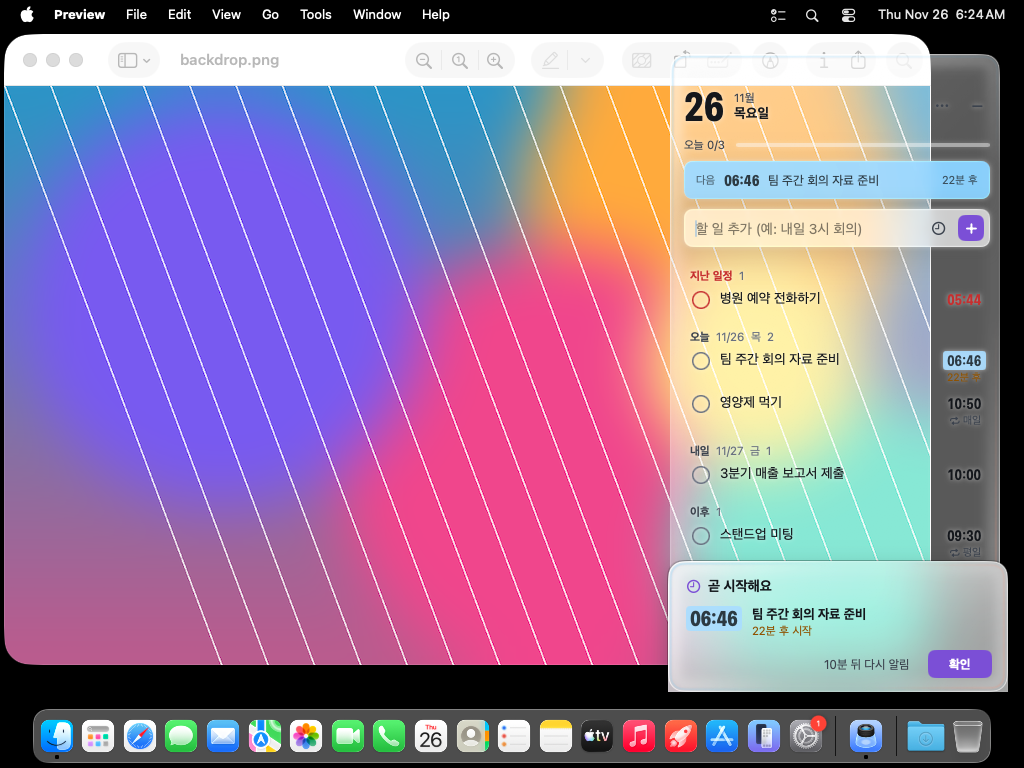 Preview File Edit View Go Tools Window Help Thu Nov 26 6:24 AM
backdrop.png
26
11월
목요일
오늘 0/3
다음 06:46 팀 주간 회의 자료 준비 22분 후
할 일 추가 (예: 내일 3시 회의)
지난 일정 1
병원 예약 전화하기 05:44
오늘 11/26 목 2
팀 주간 회의 자료 준비 06:46
22분 후
영양제 먹기 10:50
매일
내일 11/27 금 1
3분기 매출 보고서 제출 10:00
이후 1
스탠드업 미팅 09:30
평일
곧 시작해요
06:46 팀 주간 회의 자료 준비
22분 후 시작
10분 뒤 다시 알림 확인
Thu
26
tv
1